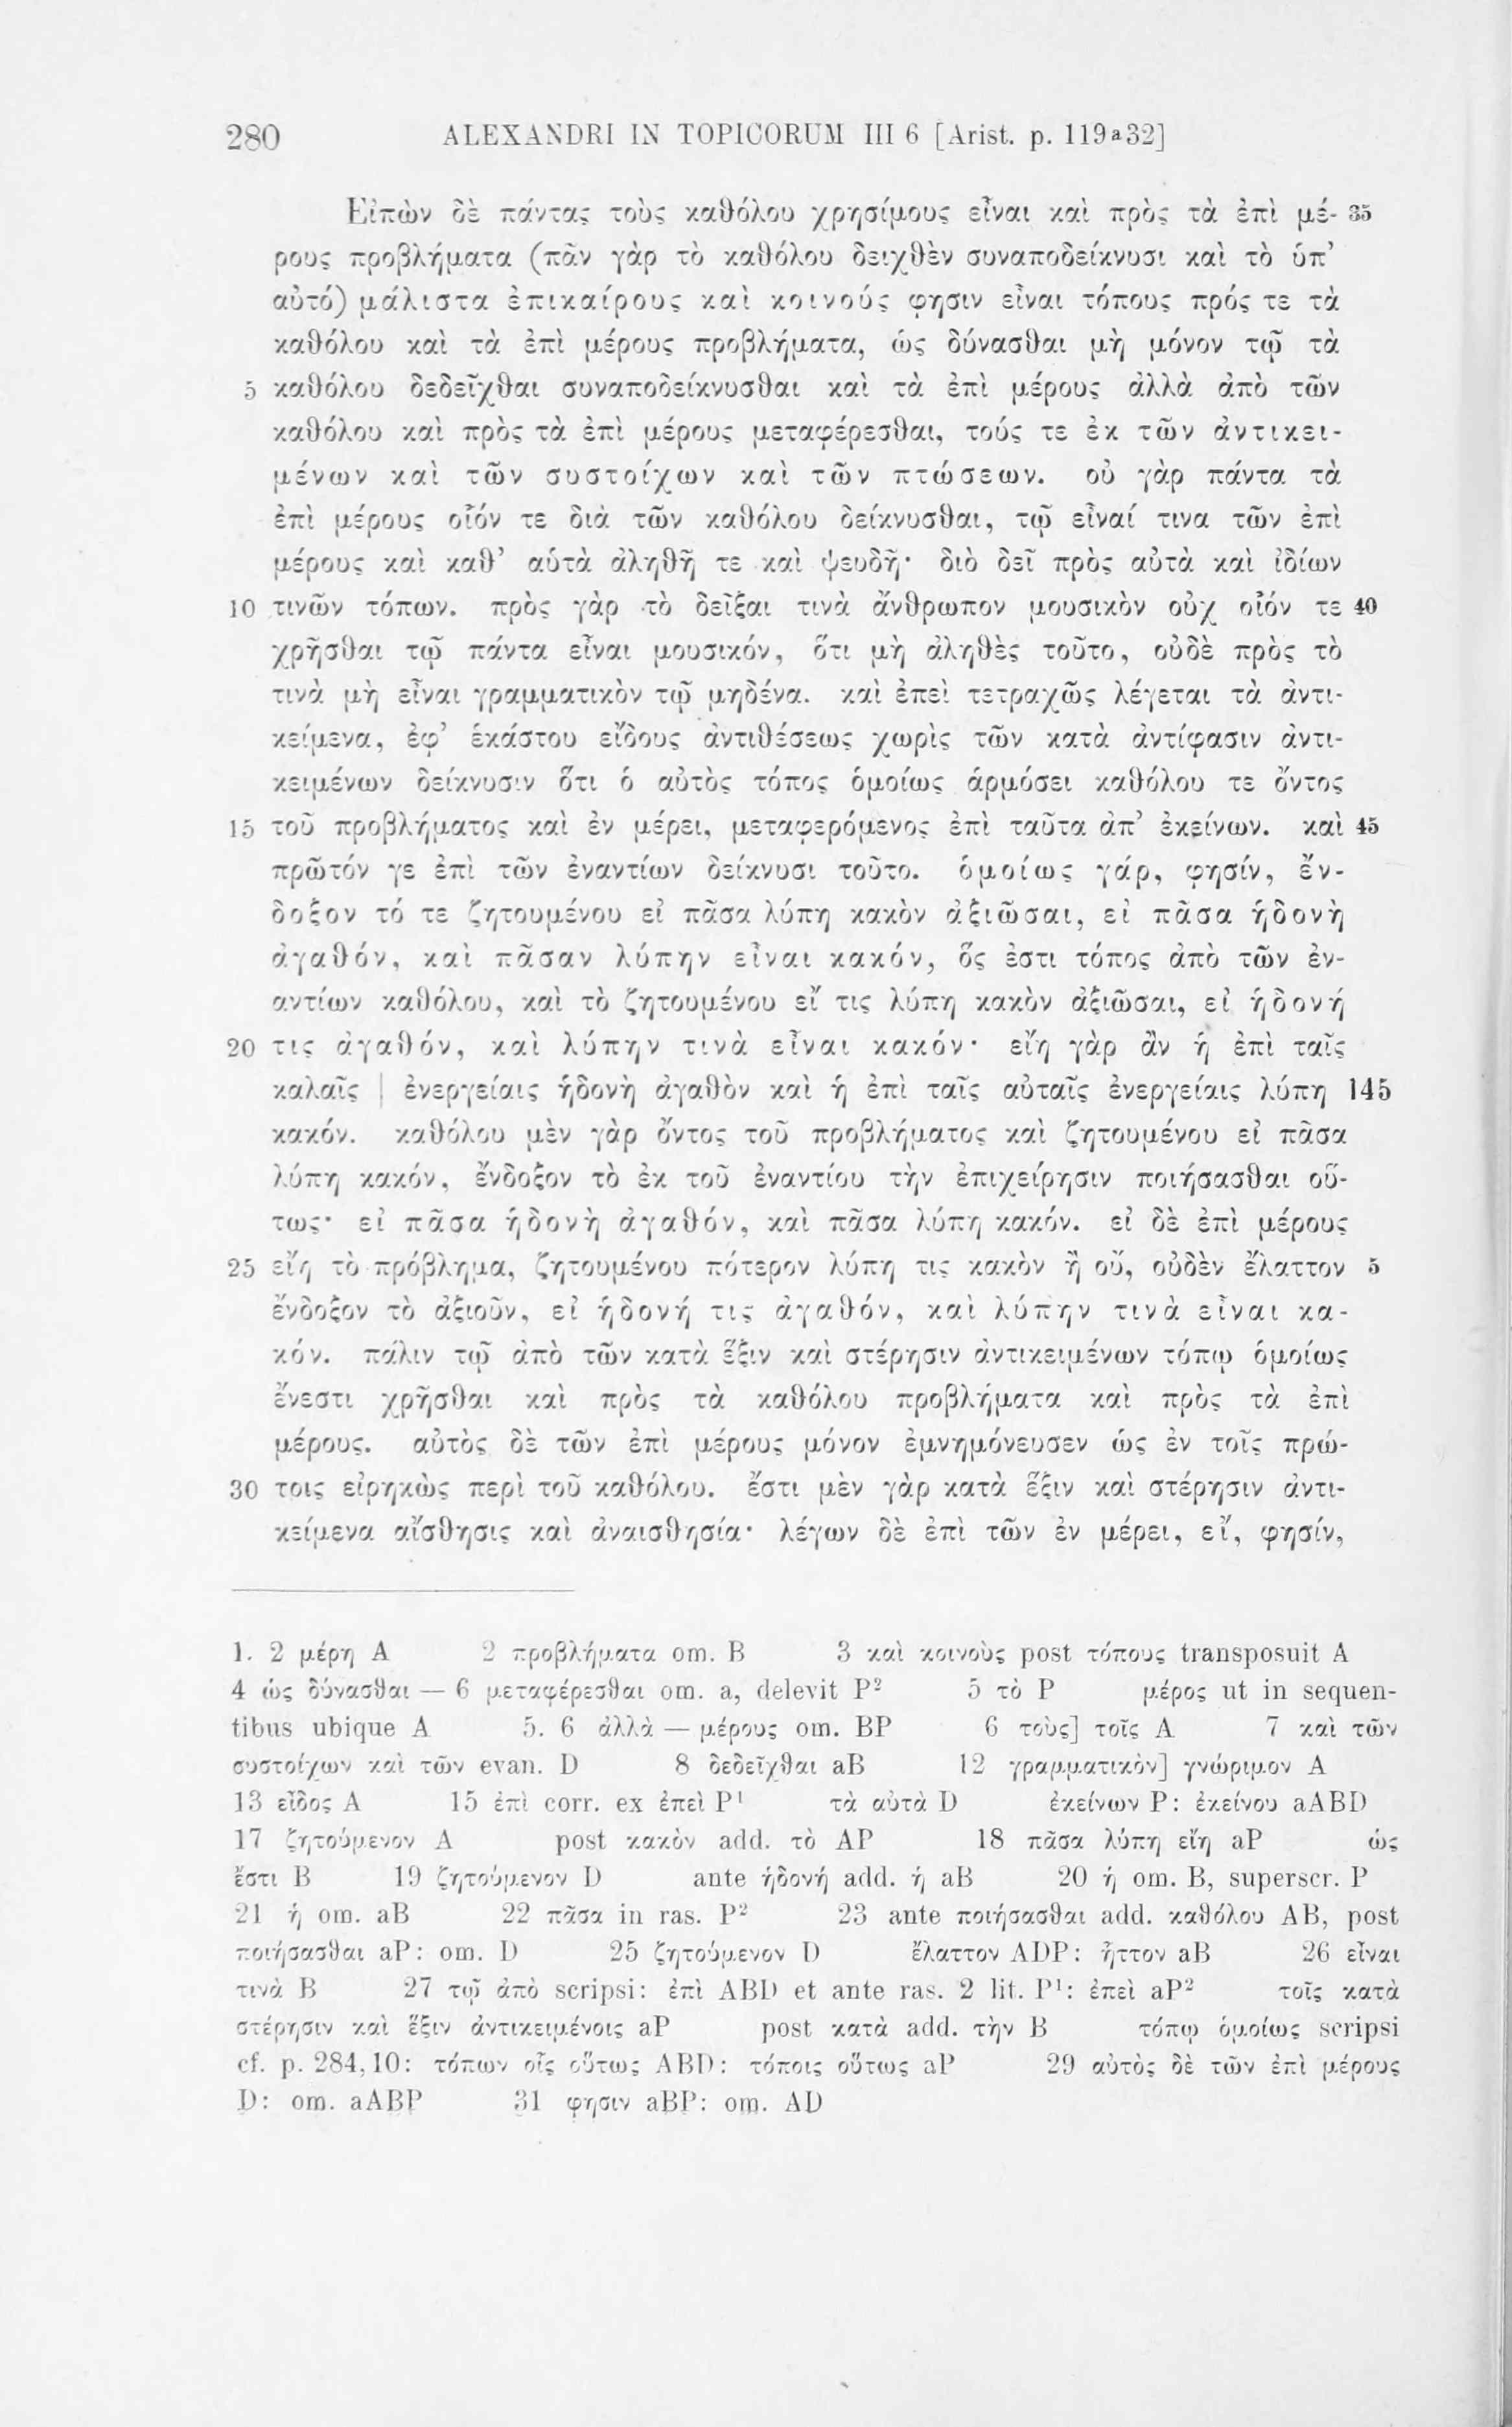 280 ALEXANDRI IN TOPICORUM III 6 [Arist. p. 119a32]
Εἰπὼν δὲ πάντας τοὺς καθόλου χρησίμους εἶναι καὶ πρὸς τὰ ἐπὶ μέ- 35
ρους προβλήματα (πᾶν γὰρ τὸ καθόλου δειχθὲν συναποδείκνυσι καὶ τὸ ὑπ’
αὐτό) μάλιστα ἐπικαίρους καὶ κοινούς φησιν εἶναι τόπους πρός τε τὰ
καθόλου καὶ τὰ ἐπὶ μέρους προβλήματα, ὡς δύνασθαι μὴ μόνον τῷ τὰ
5 καθόλου δεδεῖχθαι συναποδείκνυσθαι καὶ τὰ ἐπὶ μέρους ἀλλὰ ἀπὸ τῶν
καθόλου καὶ πρὸς τὰ ἐπὶ μέρους μεταφέρεσθαι, τούς τε ἐκ τῶν ἀντικει-
μένων καὶ τῶν συστοίχων καὶ τῶν πτώσεων. οὐ γὰρ πάντα τὰ
ἐπὶ μέρους οἷόν τε διὰ τῶν καθόλου δείκνυσθαι, τῷ εἶναί τινα τῶν ἐπὶ
μέρους καὶ καθ’ αὑτὰ ἀληθῆ τε καὶ ψευδῆ· διὸ δεῖ πρὸς αὐτὰ καὶ ἰδίων
10 τινῶν τόπων. πρὸς γὰρ τὸ δεῖξαι τινὰ ἄνθρωπον μουσικὸν οὐχ οἷόν τε 40
χρῆσθαι τῷ πάντα εἶναι μουσικόν, ὅτι μὴ ἀληθὲς τοῦτο, οὐδὲ πρὸς τὸ
τινὰ μὴ εἶναι γραμματικὸν τῷ μηδένα. καὶ ἐπεὶ τετραχῶς λέγεται τὰ ἀντι-
κείμενα, ἐφ’ ἑκάστου εἴδους ἀντιθέσεως χωρὶς τῶν κατὰ ἀντίφασιν ἀντι-
κειμένων δείκνυσιν ὅτι ὁ αὐτὸς τόπος ὁμοίως ἁρμόσει καθόλου τε ὄντος
15 τοῦ προβλήματος καὶ ἐν μέρει, μεταφερόμενος ἐπὶ ταῦτα ἀπ’ ἐκείνων. καὶ 45
πρῶτόν γε ἐπὶ τῶν ἐναντίων δείκνυσι τοῦτο. ὁμοίως γάρ, φησίν, ἔν-
δοξον τό τε ζητουμένου εἰ πᾶσα λύπη κακὸν ἀξιῶσαι, εἰ πᾶσα ἡδονὴ
ἀγαθόν, καὶ πᾶσαν λύπην εἶναι κακόν, ὅς ἐστι τόπος ἀπὸ τῶν ἐν-
αντίων καθόλου, καὶ τὸ ζητουμένου εἴ τις λύπη κακὸν ἀξιῶσαι, εἰ ἡδονή
20 τις ἀγαθόν, καὶ λύπην τινὰ εἶναι κακόν· εἴη γὰρ ἂν ἡ ἐπὶ ταῖς
καλαῖς | ἐνεργείαις ἡδονὴ ἀγαθὸν καὶ ἡ ἐπὶ ταῖς αὐταῖς ἐνεργείαις λύπη 145
κακόν. καθόλου μὲν γὰρ ὄντος τοῦ προβλήματος καὶ ζητουμένου εἰ πᾶσα
λύπη κακόν, ἔνδοξον τὸ ἐκ τοῦ ἐναντίου τὴν ἐπιχείρησιν ποιήσασθαι οὕ-
τως· εἰ πᾶσα ἡδονὴ ἀγαθόν, καὶ πᾶσα λύπη κακόν. εἰ δὲ ἐπὶ μέρους
25 εἴη τὸ πρόβλημα, ζητουμένου πότερον λύπη τις κακὸν ἢ οὔ, οὐδὲν ἔλαττον 5
ἔνδοξον τὸ ἀξιοῦν, εἰ ἡδονή τις ἀγαθόν, καὶ λύπην τινὰ εἶναι κα-
κόν. πάλιν τῷ ἀπὸ τῶν κατὰ ἕξιν καὶ στέρησιν ἀντικειμένων τόπῳ ὁμοίως
ἔνεστι χρῆσθαι καὶ πρὸς τὰ καθόλου προβλήματα καὶ πρὸς τὰ ἐπὶ
μέρους. αὐτὸς δὲ τῶν ἐπὶ μέρους μόνον ἐμνημόνευσεν ὡς ἐν τοῖς πρώ-
30 τοις εἰρηκὼς περὶ τοῦ καθόλου. ἔστι μὲν γὰρ κατὰ ἕξιν καὶ στέρησιν ἀντι-
κείμενα αἴσθησις καὶ ἀναισθησία· λέγων δὲ ἐπὶ τῶν ἐν μέρει, εἴ, φησίν,
1. 2 μέρη A 2 προβλήματα om. B 3 καὶ κοινοὺς post τόπους transposuit A
4 ὡς δύνασθαι — 6 μεταφέρεσθαι om. a, delevit P² 5 τὸ P μέρος ut in sequen-
tibus ubique A 5. 6 ἀλλὰ — μέρους om. BP 6 τοὺς] τοῖς A 7 καὶ τῶν
συστοίχων καὶ τῶν evan. D 8 δεδεῖχθαι aB 12 γραμματικὸν] γνώριμον A
13 εἶδος A 15 ἐπὶ corr. ex ἐπεὶ P¹ τὰ αὐτὰ D ἐκείνων P: ἐκείνου aABD
17 ζητούμενον A post κακὸν add. τὸ AP 18 πᾶσα λύπη εἴη aP ὡς
ἔστι B 19 ζητούμενον D ante ἡδονή add. ἡ aB 20 ἡ om. B, superscr. P
21 ἡ om. aB 22 πᾶσα in ras. P² 23 ante ποιήσασθαι add. καθόλου AB, post
ποιήσασθαι aP: om. D 25 ζητούμενον D ἔλαττον ADP: ἧττον aB 26 εἶναι
τινὰ B 27 τῷ ἀπὸ scripsi: ἐπὶ ABD et ante ras. 2 lit. P¹: ἐπεὶ aP² τοῖς κατὰ
στέρησιν καὶ ἕξιν ἀντικειμένοις aP post κατὰ add. τὴν B τόπῳ ὁμοίως scripsi
cf. p. 284,10: τόπων οἷς οὕτως ABD: τόποις οὕτως aP 29 αὐτὸς δὲ τῶν ἐπὶ μέρους
D: om. aABP 31 φησιν aBP: om. AD